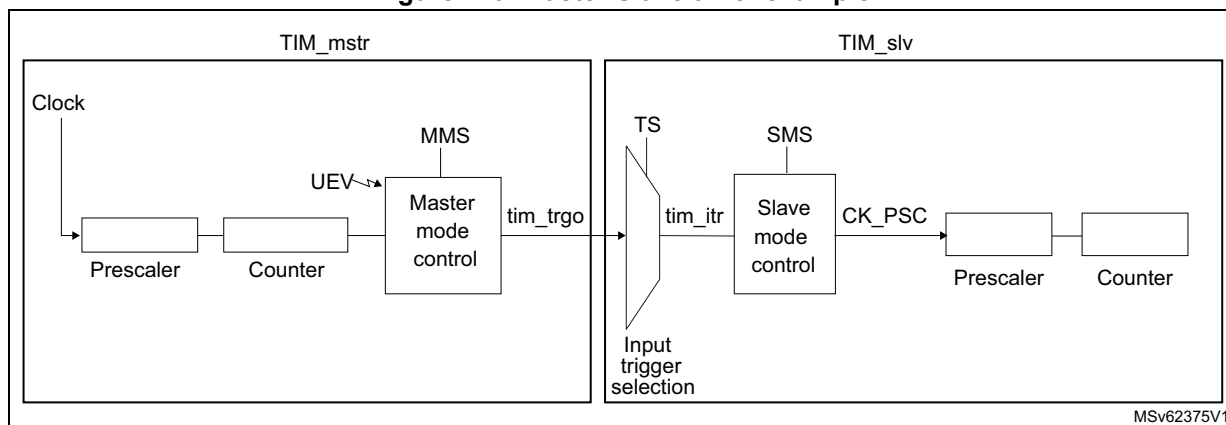 TIM_mstr
TIM_slv
Clock
MMS
TS
SMS
UEV
Master
mode
control
tim_trgo
tim_itr
Slave
mode
control
CK_PSC
Prescaler
Counter
Prescaler
Counter
Input
trigger
selection
MSv62375V1